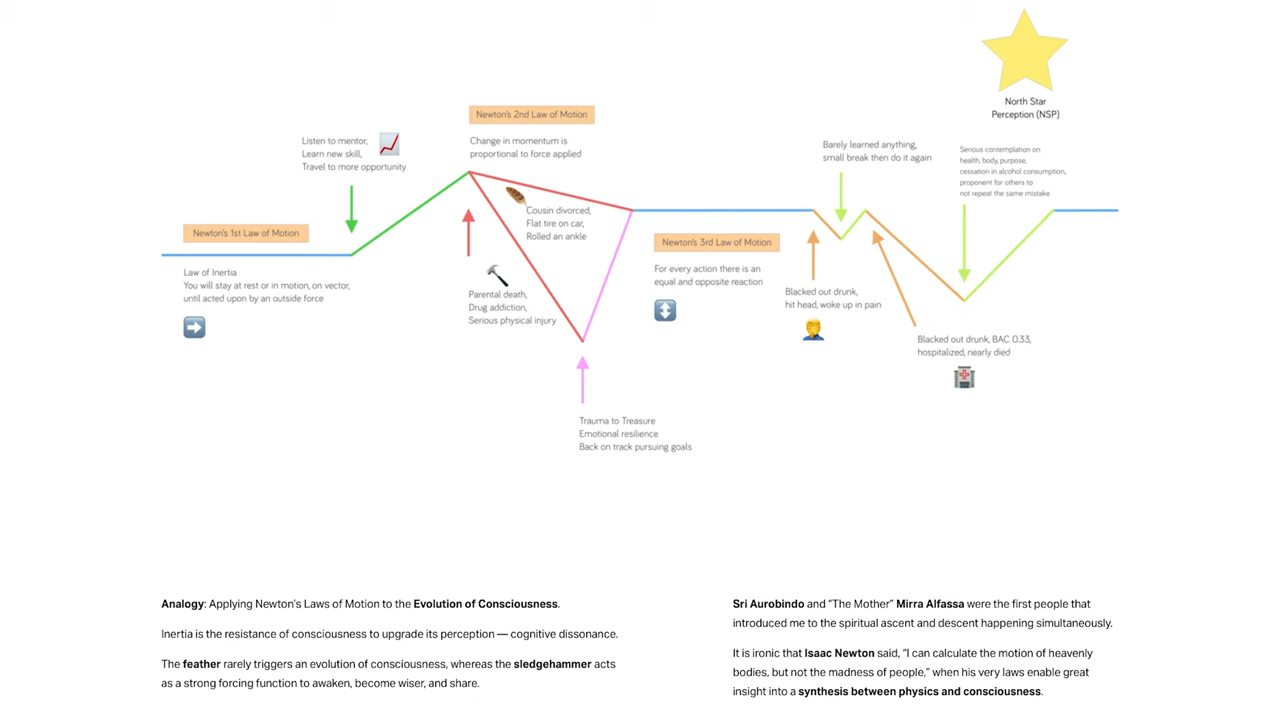 North Star
Perception (NSP)
Newton's 2nd Law of Motion
Listen to mentor,
Learn new skill,
Travel to more opportunity
Change in momentum is
proportional to force applied
Barely learned anything,
small break then do it again
Serious contemplation on
health, body, purpose,
cessation in alcohol consumption,
proponent for others to
not repeat the same mistake
Cousin divorced,
Flat tire on car,
Rolled an ankle
Newton's 1st Law of Motion
Newton's 3rd Law of Motion
Law of Inertia
You will stay at rest or in motion, on vector,
until acted upon by an outside force
For every action there is an
equal and opposite reaction
Parental death,
Drug addiction,
Serious physical injury
Blacked out drunk,
hit head, woke up in pain
Blacked out drunk, BAC 0.33,
hospitalized, nearly died
Trauma to Treasure
Emotional resilience
Back on track pursuing goals
Analogy: Applying Newton's Laws of Motion to the Evolution of Consciousness.
Inertia is the resistance of consciousness to upgrade its perception — cognitive dissonance.
The feather rarely triggers an evolution of consciousness, whereas the sledgehammer acts
as a strong forcing function to awaken, become wiser, and share.
Sri Aurobindo and "The Mother" Mirra Alfassa were the first people that
introduced me to the spiritual ascent and descent happening simultaneously.
It is ironic that Isaac Newton said, "I can calculate the motion of heavenly
bodies, but not the madness of people," when his very laws enable great
insight into a synthesis between physics and consciousness.